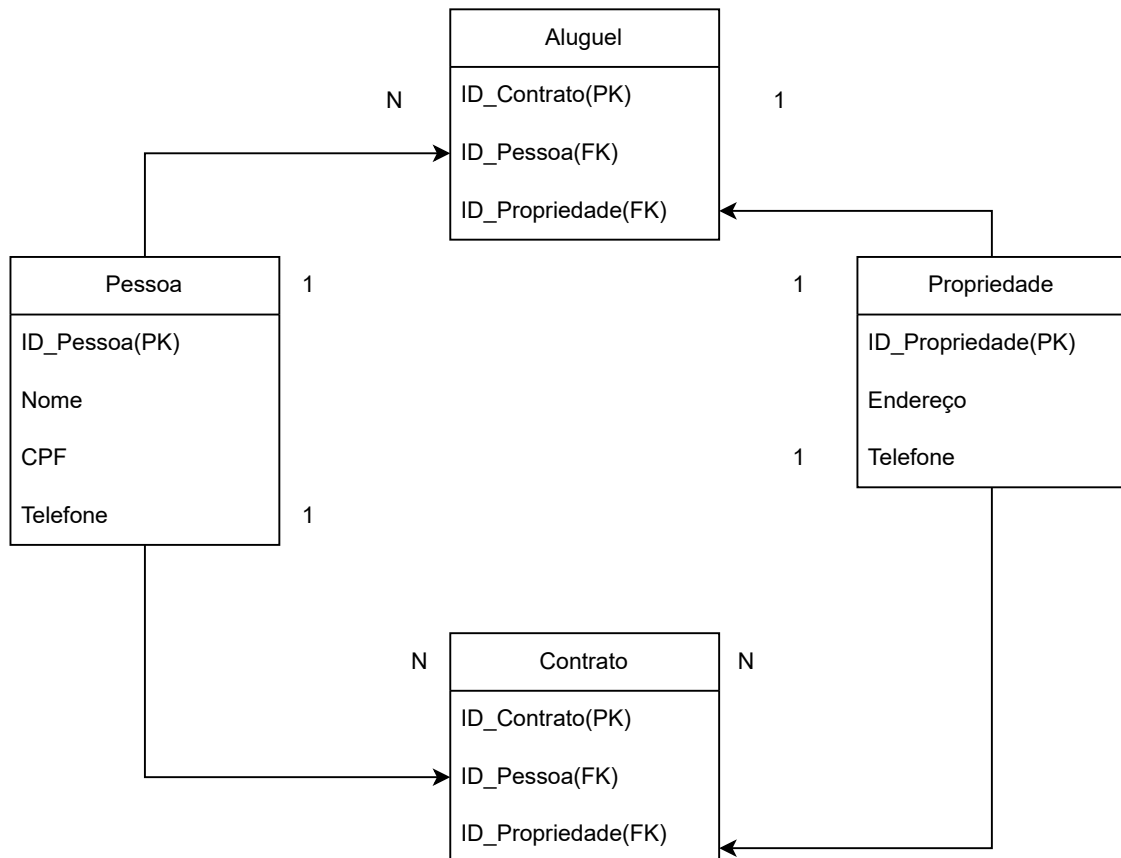 Aluguel
N
ID_Contrato(PK)
1
ID_Pessoa(FK)
ID_Propriedade(FK)
Pessoa
1
1
Propriedade
ID_Pessoa(PK)
ID_Propriedade(PK)
Nome
Endereço
CPF
1
Telefone
Telefone
1
N
Contrato
N
ID_Contrato(PK)
ID_Pessoa(FK)
ID_Propriedade(FK)